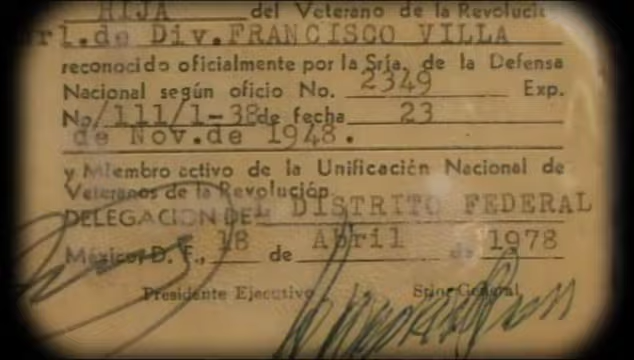 HIJA del Veterano de la Revolució
rl.de Div.FRANCISCO VILLA
reconocido oficialmente por la Sría. de la Defensa
Nacional según oficio No. 2349 Exp.
No/111/1-38de fecha 23
de Nov.de 1948.
y Miembro activo de la Unificación Nacional de
Veteranos de la Revolución
DELEGACION DEL DISTRITO FEDERAL
México, D. F., 18 de Abril de 1978
Presidente Ejecutivo Srio. General